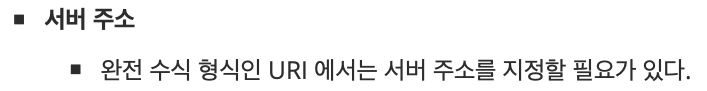 ■ 서버 주소
■ 완전 수식 형식인 URI 에서는 서버 주소를 지정할 필요가 있다.